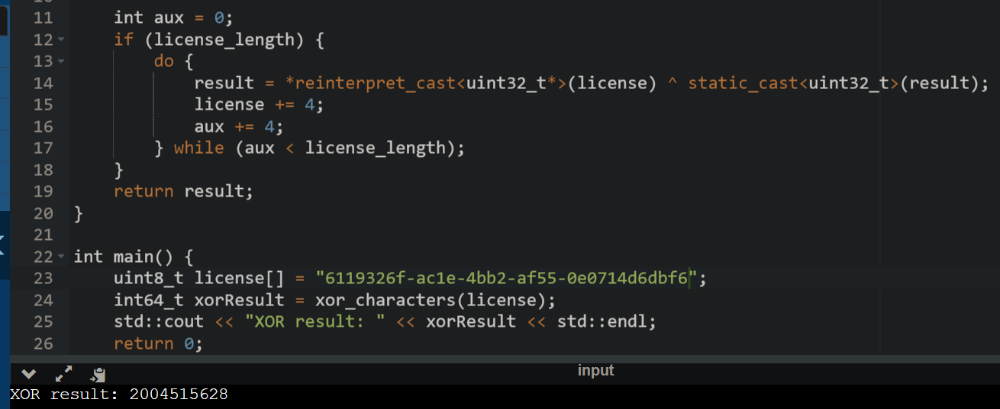 11 int aux = 0;
12 if (license_length) {
13 do {
14 result = *reinterpret_cast<uint32_t*>(license) ^ static_cast<uint32_t>(result);
15 license += 4;
16 aux += 4;
17 } while (aux < license_length);
18 }
19 return result;
20 }
21
22 int main() {
23 uint8_t license[] = "6119326f-ac1e-4bb2-af55-0e0714d6dbf6";
24 int64_t xorResult = xor_characters(license);
25 std::cout << "XOR result: " << xorResult << std::endl;
26 return 0;
input
XOR result: 2004515628